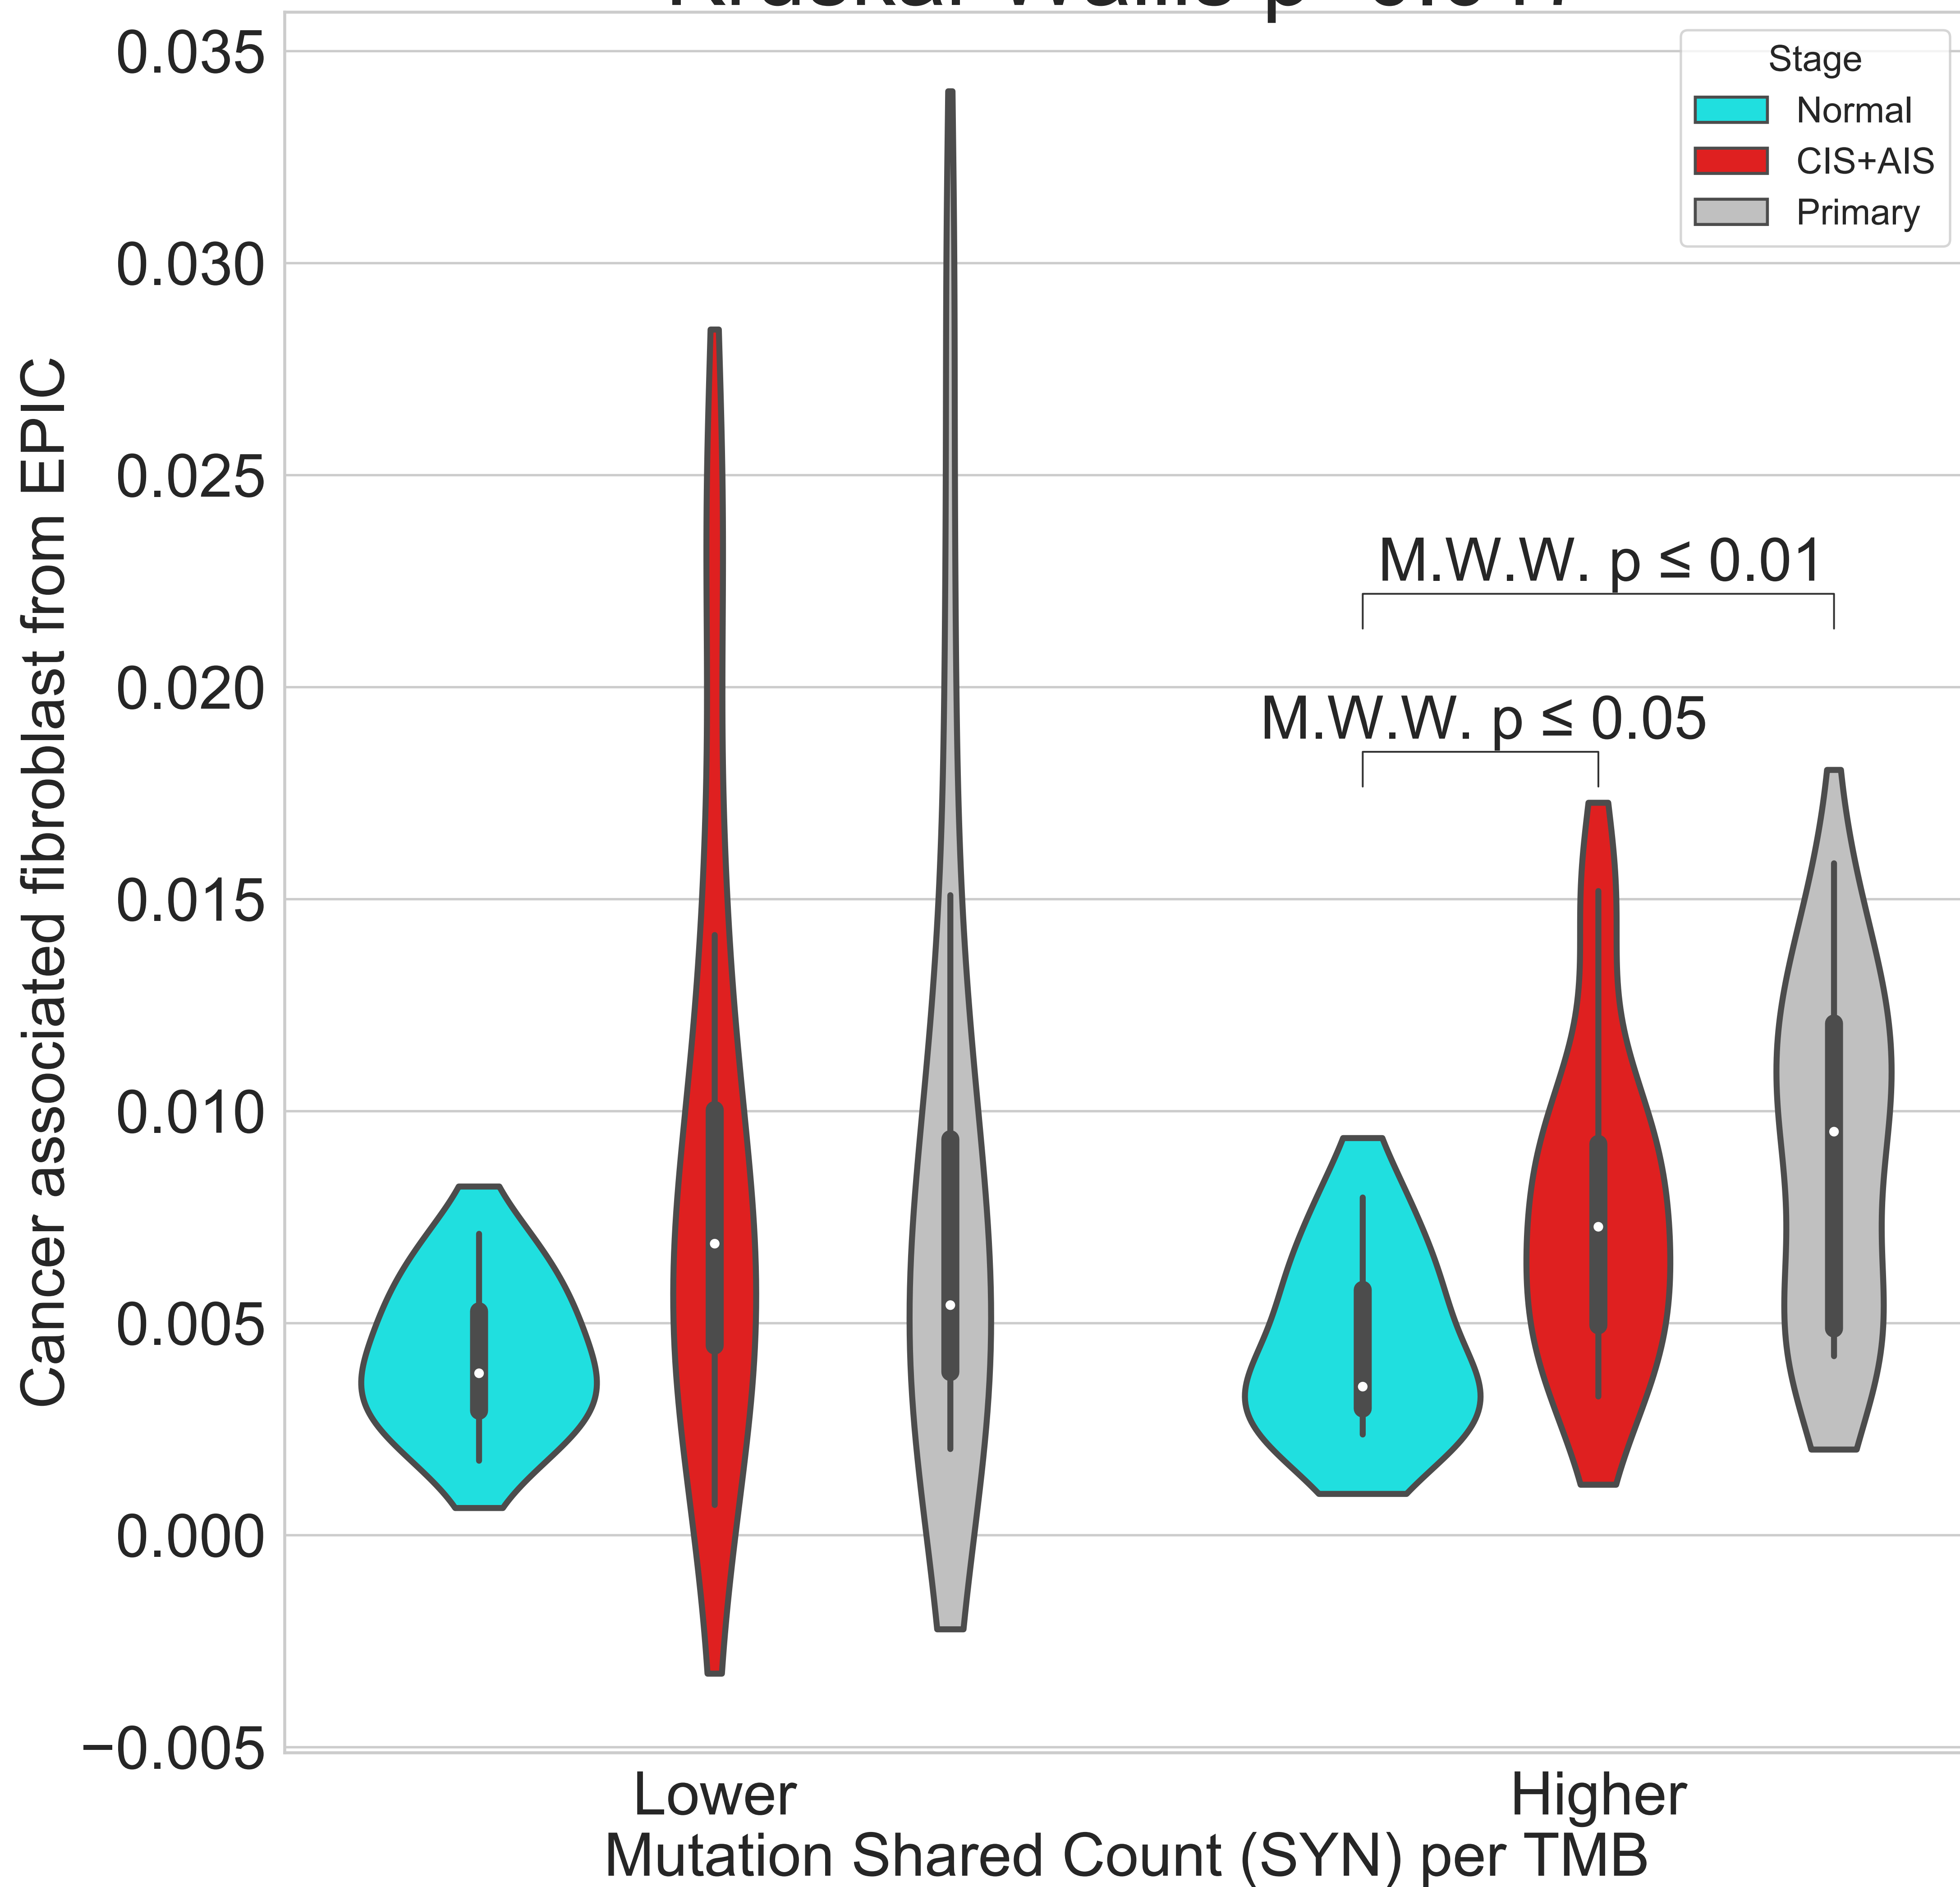 0.035
0.030
0.025
0.020
0.015
0.010
0.005
0.000
−0.005
Cancer associated fibroblast from EPIC
Stage
Normal
CIS+AIS
Primary
M.W.W. p ≤ 0.01
M.W.W. p ≤ 0.05
Lower
Higher
Mutation Shared Count (SYN) per TMB